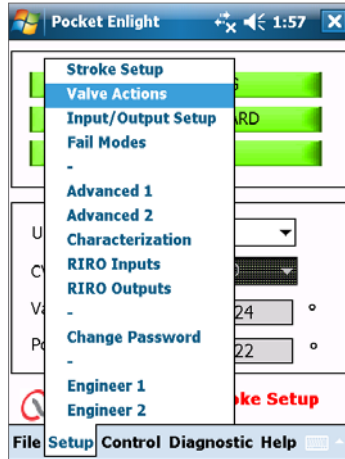 Pocket Enlight 1:57
Stroke Setup
Valve Actions
Input/Output Setup
ARD
Fail Modes
-
Advanced 1
Advanced 2
Characterization
RIRO Inputs
RIRO Outputs
-
24 °
Change Password
22 °
-
Engineer 1
oke Setup
Engineer 2
File Setup Control Diagnostic Help